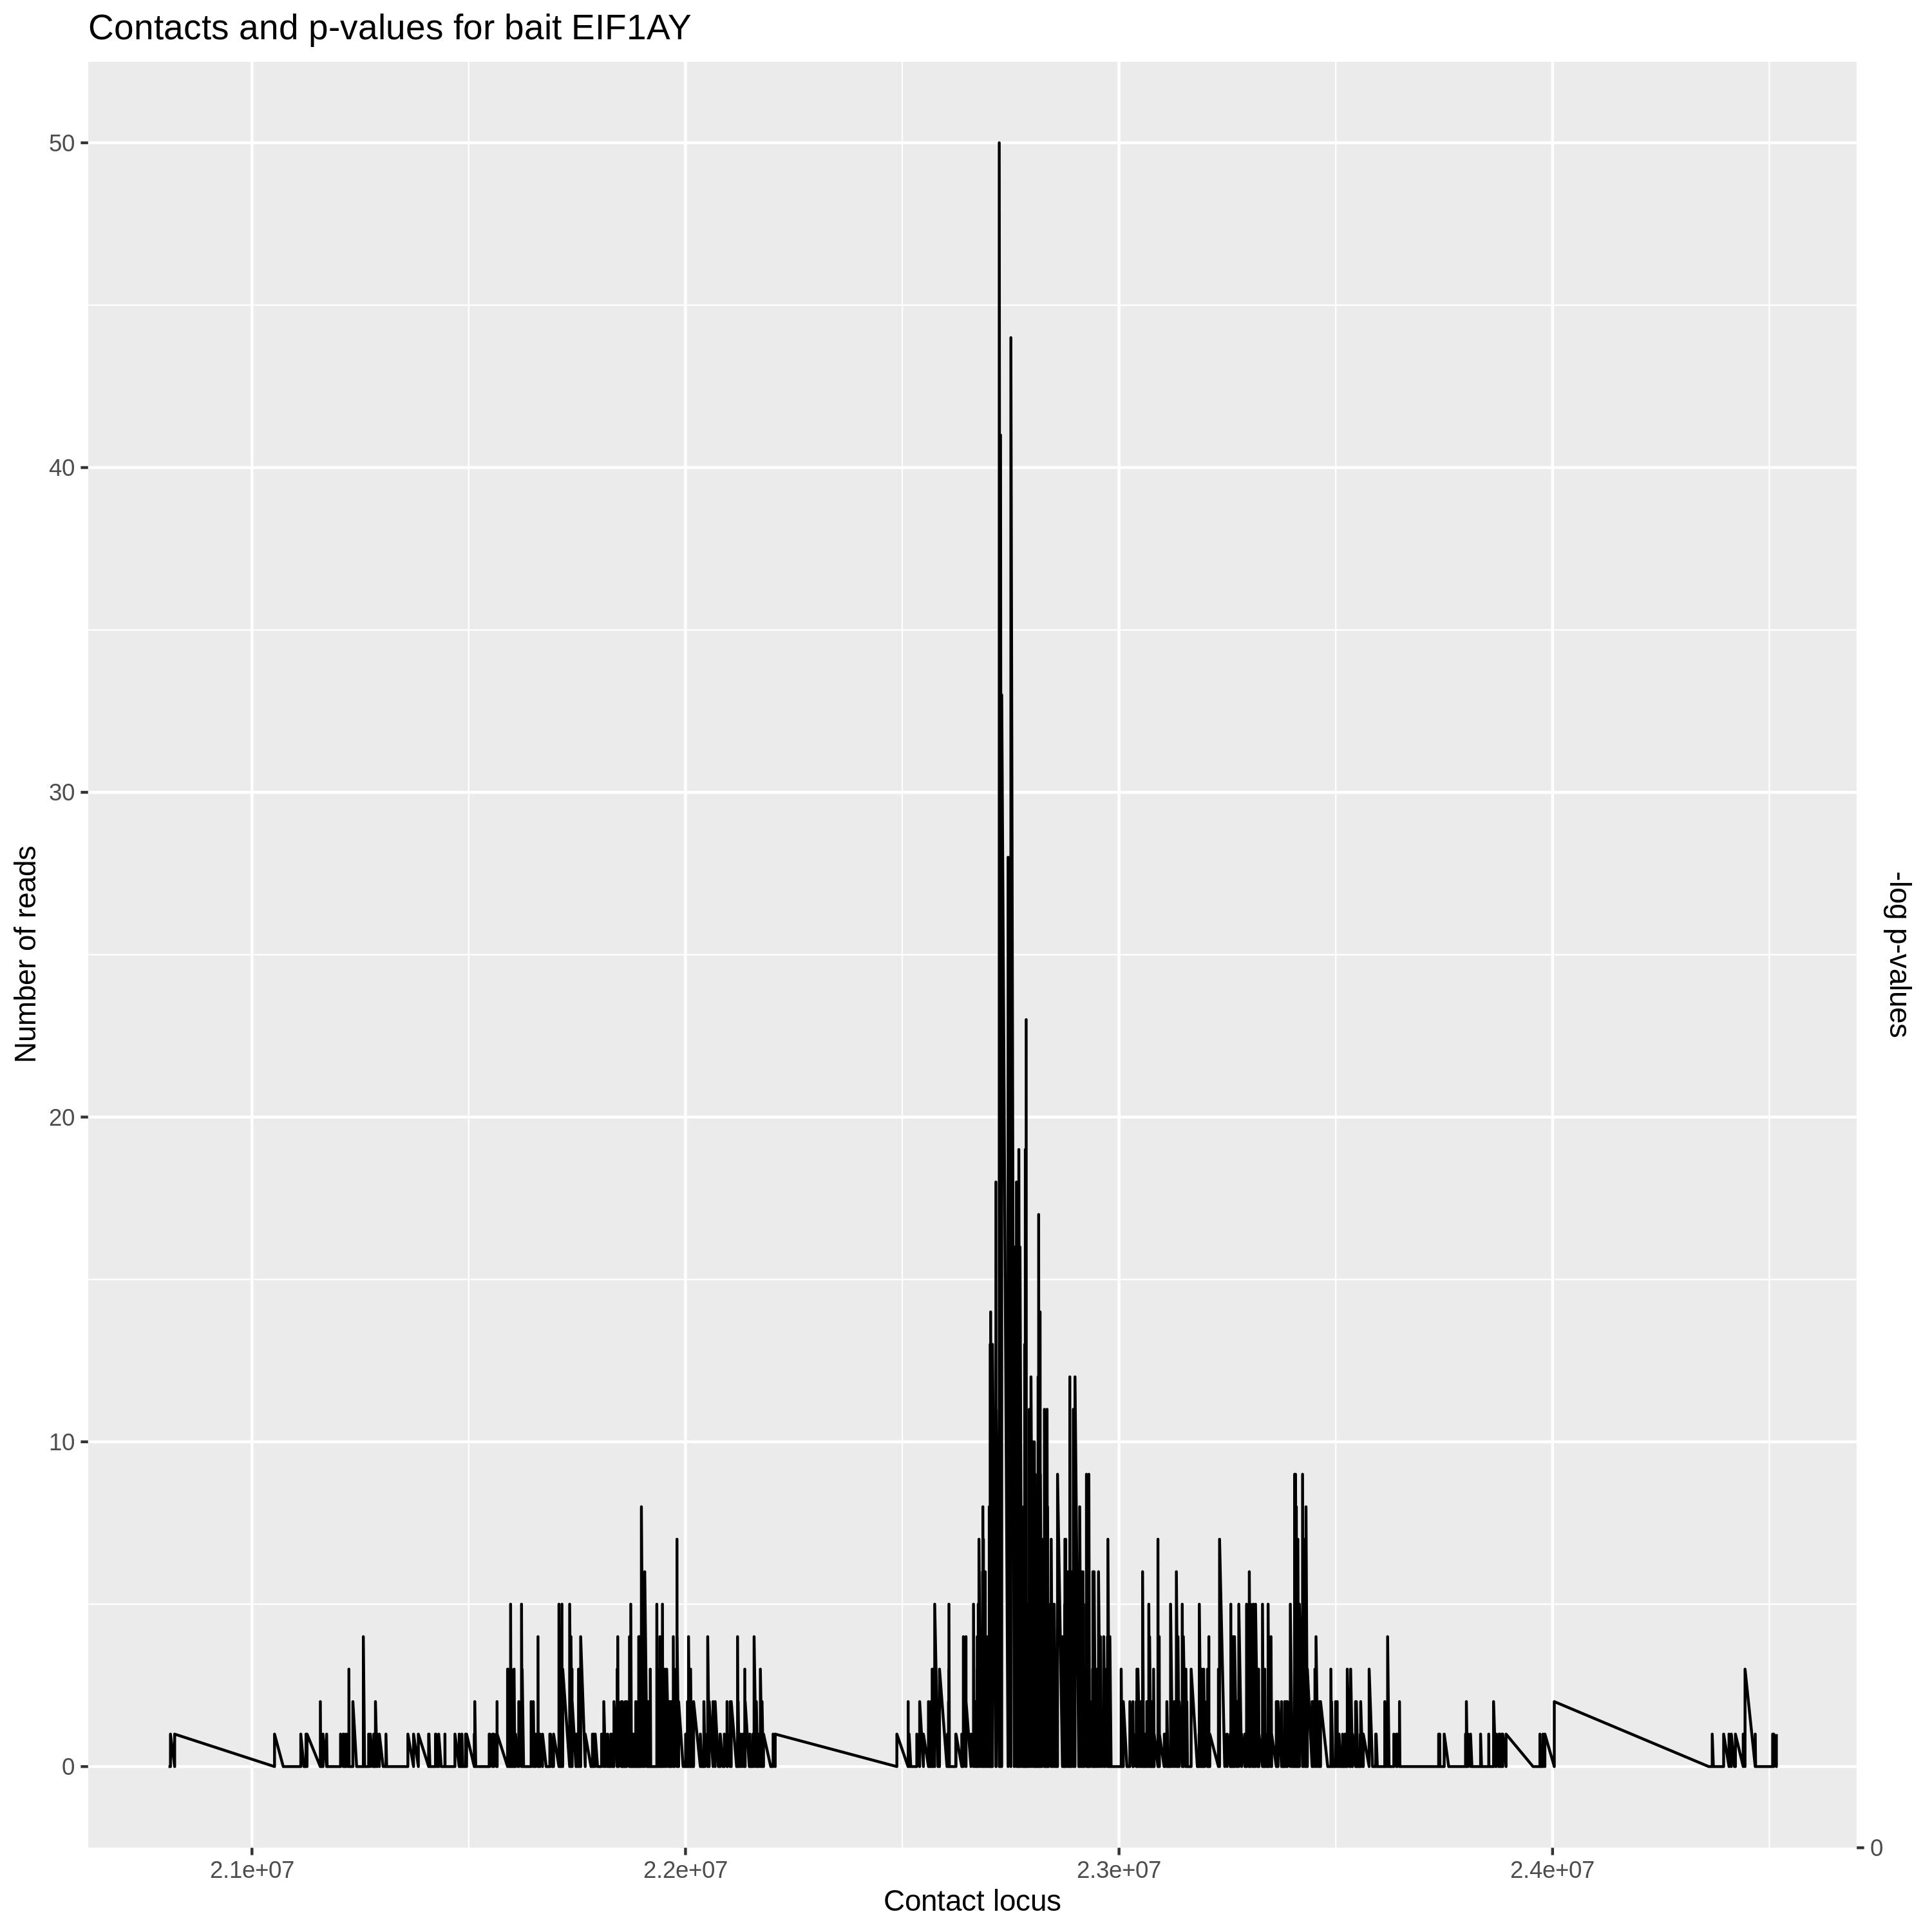 Contacts and p-values for bait EIF1AY
50
40
30
20
10
0
Number of reads
-log p-values
0
2.1e+07
2.2e+07
2.3e+07
2.4e+07
Contact locus